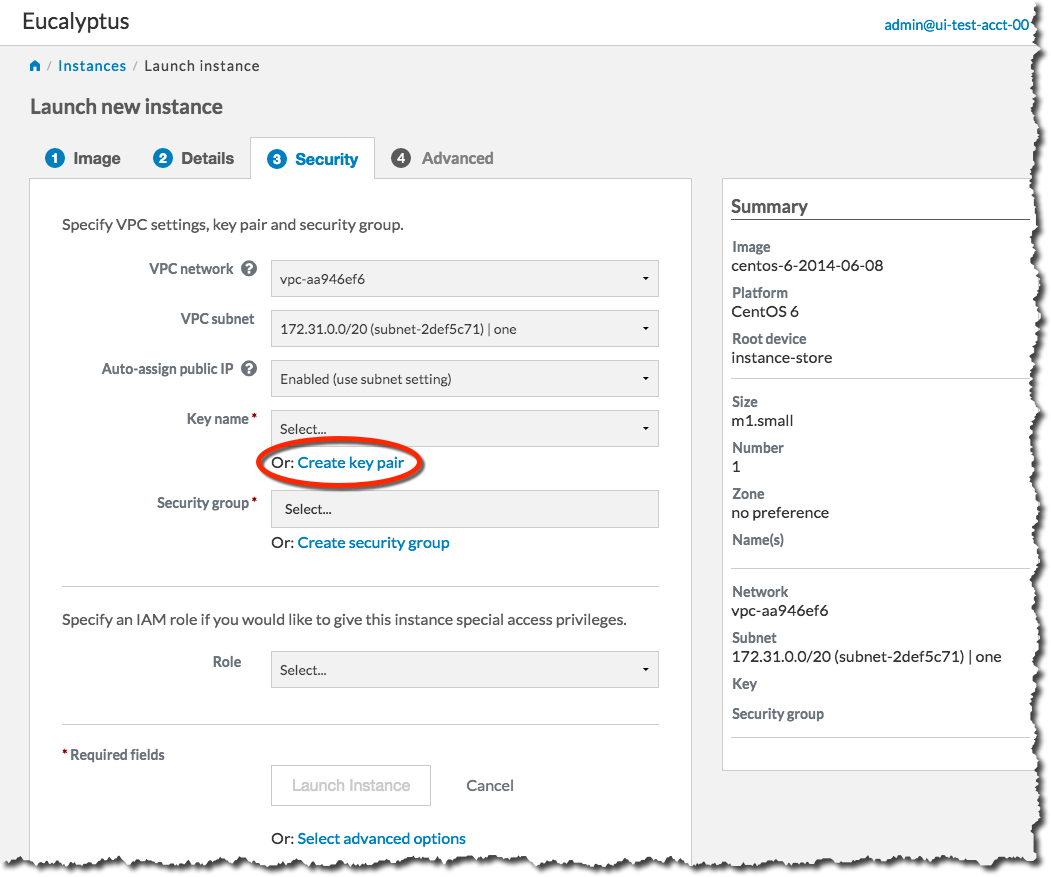 Eucalyptus
admin@ui-test-acct-00
/ Instances / Launch instance
Launch new instance
1 Image 2 Details 3 Security 4 Advanced
Specify VPC settings, key pair and security group.
VPC network ? vpc-aa946ef6
VPC subnet 172.31.0.0/20 (subnet-2def5c71) | one
Auto-assign public IP ? Enabled (use subnet setting)
Key name * Select...
Or: Create key pair
Security group * Select...
Or: Create security group
Specify an IAM role if you would like to give this instance special access privileges.
Role Select...
* Required fields
Launch Instance Cancel
Or: Select advanced options
Summary
Image
centos-6-2014-06-08
Platform
CentOS 6
Root device
instance-store
Size
m1.small
Number
1
Zone
no preference
Name(s)
Network
vpc-aa946ef6
Subnet
172.31.0.0/20 (subnet-2def5c71) | one
Key
Security group